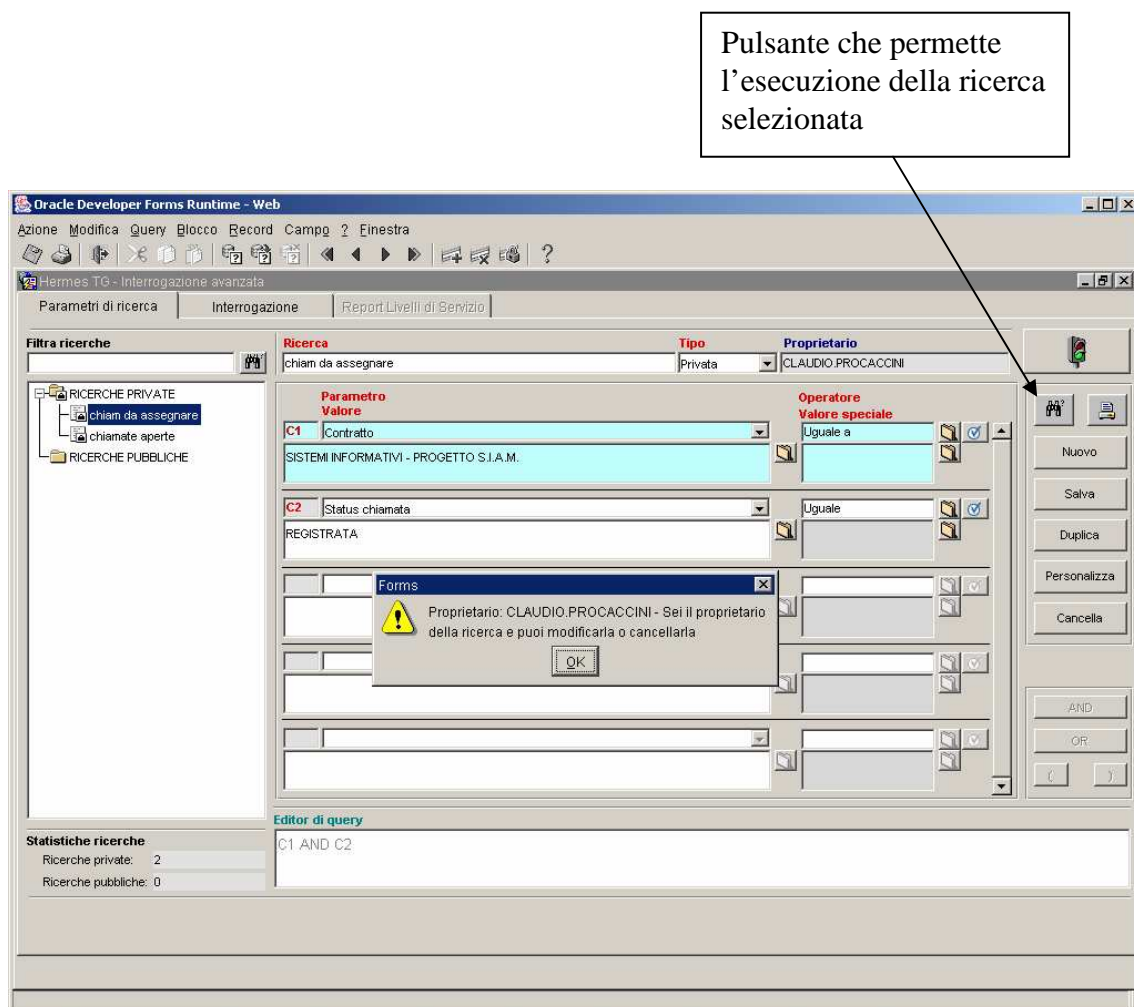 Pulsante che permette
l’esecuzione della ricerca
selezionata
Oracle Developer Forms Runtime - Web
Azione Modifica Query Blocco Record Campo ? Finestra
Hermes TG - Interrogazione avanzata
Parametri di ricerca Interrogazione Report Livelli di Servizio
Filtra ricerche Ricerca Tipo Proprietario
chiam da assegnare Privata CLAUDIO.PROCACCINI
RICERCHE PRIVATE
chiam da assegnare
chiamate aperte
RICERCHE PUBBLICHE
Parametro Operatore
Valore Valore speciale
C1 Contratto Uguale a
SISTEMI INFORMATIVI - PROGETTO S.I.A.M.
C2 Status chiamata Uguale
REGISTRATA
Forms
Proprietario: CLAUDIO.PROCACCINI - Sei il proprietario
della ricerca e puoi modificarla o cancellarla
OK
Nuovo
Salva
Duplica
Personalizza
Cancella
AND
OR
( )
Editor di query
C1 AND C2
Statistiche ricerche
Ricerche private: 2
Ricerche pubbliche: 0